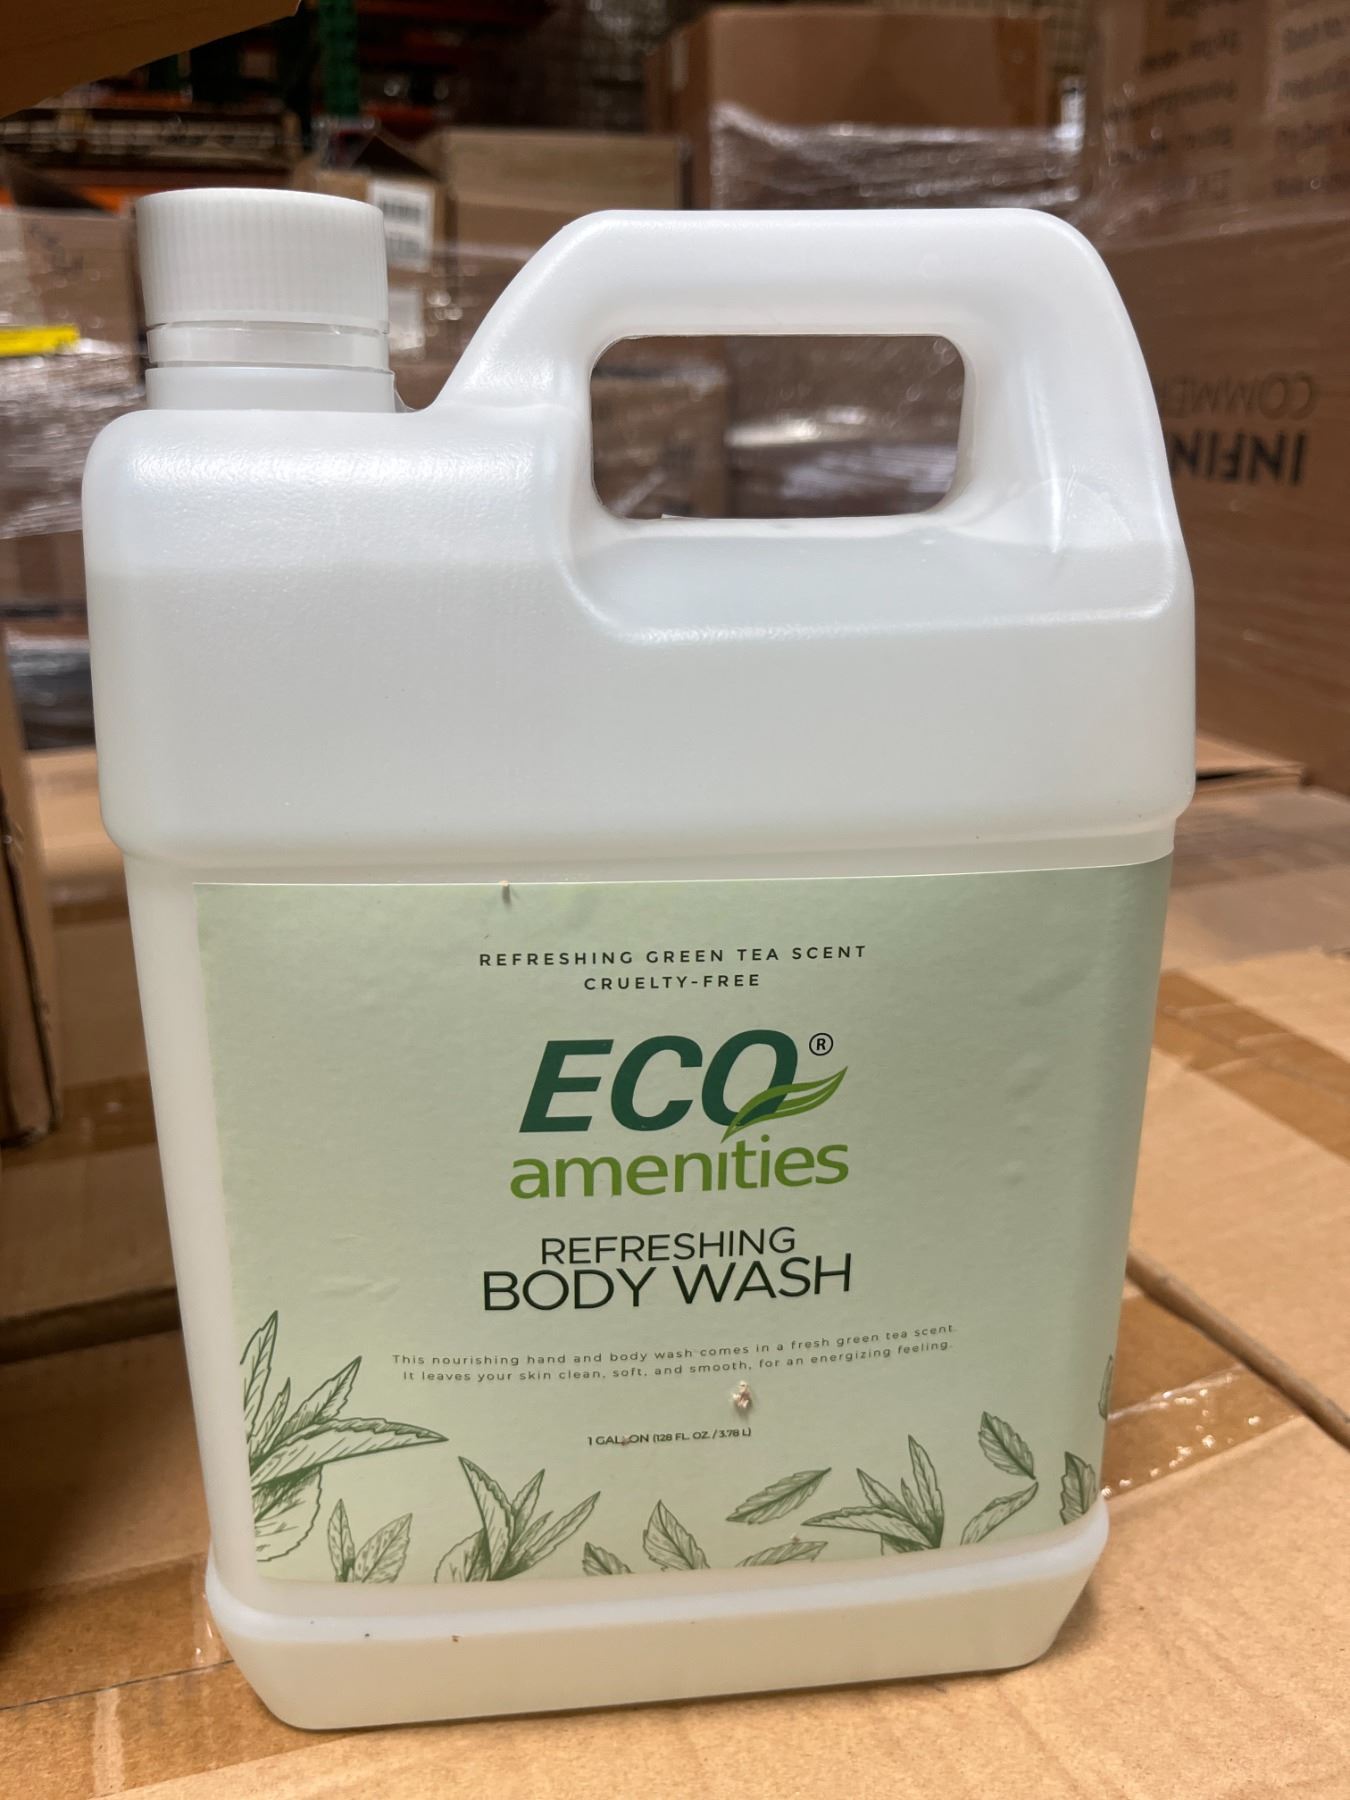 REFRESHING GREEN TEA SCENT
CRUELTY-FREE
ECO®
amenities
REFRESHING
BODY WASH
This nourishing hand and body wash comes in a fresh green tea scent.
It leaves your skin clean, soft, and smooth, for an energizing feeling.
1 GALLON (128 FL. OZ. / 3.78 L)